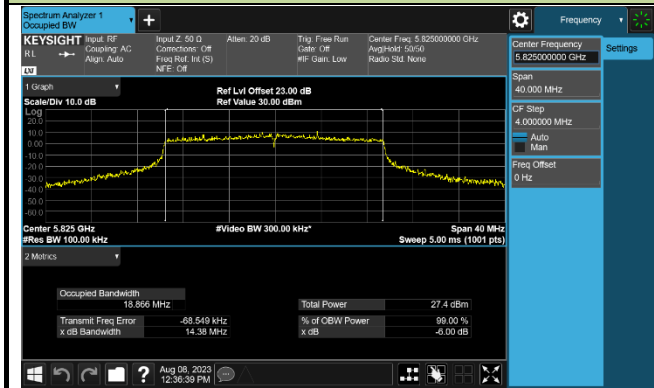 Spectrum Analyzer 1
Occupied BW
+
Frequency
KEYSIGHT
Input: RF
Coupling: AC
Align: Auto
Input Z: 50 Ω
Corrections: Off
Freq Ref: Int (S)
NFE: Off
Atten: 20 dB
Trig: Free Run
Gate: Off
#IF Gain: Low
Center Freq: 5.825000000 GHz
Avg|Hold: 50/50
Radio Std: None
R L
LXI
Center Frequency
5.825000000 GHz
Settings
Span
40.000 MHz
CF Step
4.000000 MHz
Auto
Man
Freq Offset
0 Hz
1 Graph
Scale/Div 10.0 dB
Ref Lvl Offset 23.00 dB
Ref Value 30.00 dBm
Log
20.0
10.0
0.00
-10.0
-20.0
-30.0
-40.0
-50.0
-60.0
Center 5.825 GHz
#Video BW 300.00 kHz*
Span 40 MHz
#Res BW 100.00 kHz
Sweep 5.00 ms (1001 pts)
2 Metrics
Occupied Bandwidth
18.866 MHz
Total Power
27.4 dBm
Transmit Freq Error
-68.549 kHz
% of OBW Power
99.00 %
x dB Bandwidth
14.38 MHz
x dB
-6.00 dB
?
Aug 08, 2023
12:36:39 PM